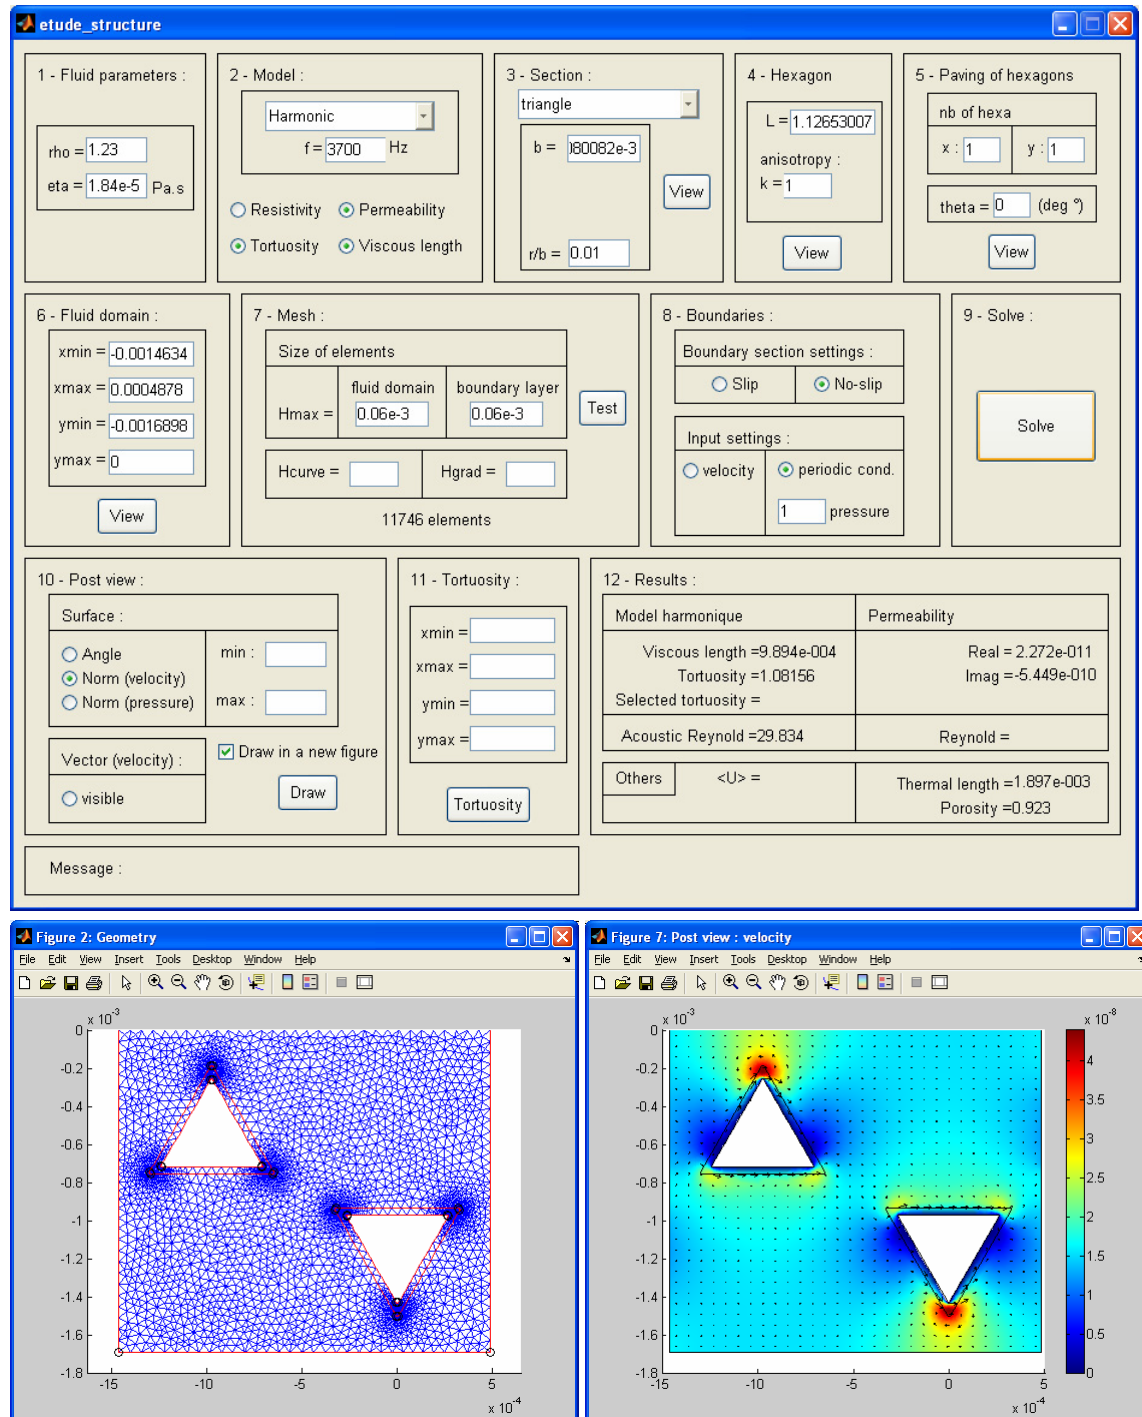 etude_structure
1 - Fluid parameters :
rho = 1.23
eta = 1.84e-5 Pa.s
2 - Model :
Harmonic
f = 3700 Hz
Resistivity Permeability
Tortuosity Viscous length
3 - Section :
triangle
b = )80082e-3
View
r/b = 0.01
4 - Hexagon
L = 1.12653007
anisotropy :
k = 1
View
5 - Paving of hexagons
nb of hexa
x : 1 y : 1
theta = 0 (deg °)
View
6 - Fluid domain :
xmin = -0.0014634
xmax = 0.0004878
ymin = -0.0016898
ymax = 0
View
7 - Mesh :
Size of elements
fluid domain boundary layer
Hmax = 0.06e-3 0.06e-3
Test
Hcurve = Hgrad =
11746 elements
8 - Boundaries :
Boundary section settings :
Slip No-slip
Input settings :
velocity periodic cond.
1 pressure
9 - Solve :
Solve
10 - Post view :
Surface :
Angle
Norm (velocity)
Norm (pressure)
min :
max :
Vector (velocity) :
visible
Draw in a new figure
Draw
11 - Tortuosity :
xmin =
xmax =
ymin =
ymax =
Tortuosity
12 - Results :
Model harmonique Permeability
Viscous length =9.894e-004 Real = 2.272e-011
Tortuosity =1.08156 Imag =-5.449e-010
Selected tortuosity =
Acoustic Reynold =29.834 Reynold =
Others <U> = Thermal length =1.897e-003
Porosity =0.923
Message :
Figure 2: Geometry
File Edit View Insert Tools Desktop Window Help
x 10^-3
0
-0.2
-0.4
-0.6
-0.8
-1
-1.2
-1.4
-1.6
-1.8
-15 -10 -5 0 5
x 10^-4
Figure 7: Post view : velocity
File Edit View Insert Tools Desktop Window Help
x 10^-3
0
-0.2
-0.4
-0.6
-0.8
-1
-1.2
-1.4
-1.6
-1.8
-15 -10 -5 0 5
x 10^-4
x 10^-8
4
3.5
3
2.5
2
1.5
1
0.5
0